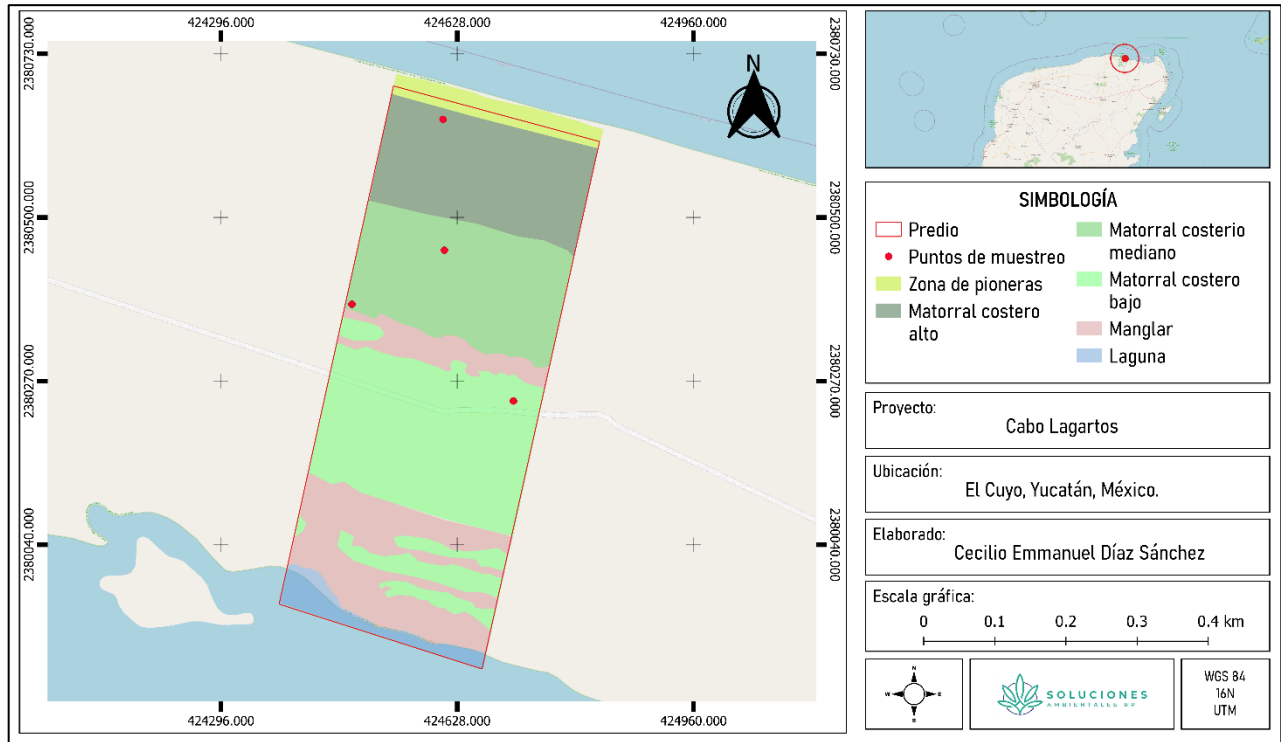 424296.000
424628.000
424960.000
2380730.000
2380730.000
N
2380500.000
2380500.000
2380270.000
2380270.000
2380040.000
2380040.000
424296.000
424628.000
424960.000
SIMBOLOGÍA
Predio
Puntos de muestreo
Zona de pioneras
Matorral costero
alto
Matorral costerio
mediano
Matorral costero
bajo
Manglar
Laguna
Proyecto:
Cabo Lagartos
Ubicación:
El Cuyo, Yucatán, México.
Elaborado:
Cecilio Emmanuel Díaz Sánchez
Escala gráfica:
0 0.1 0.2 0.3 0.4 km
N
W E
S
SOLUCIONES
AMBIENTALES RP
WGS 84
16N
UTM